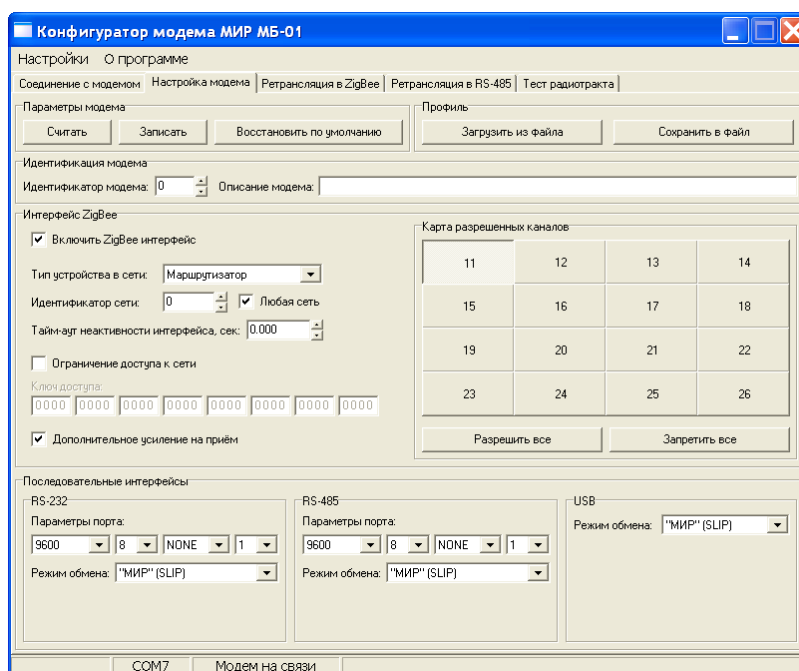 Конфигуратор модема МИР МБ-01
Настройки О программе
Соединение с модемом Настройка модема Ретрансляция в ZigBee Ретрансляция в RS-485 Тест радиотракта
Параметры модема Профиль
Считать Записать Восстановить по умолчанию Загрузить из файла Сохранить в файл
Идентификация модема
Идентификатор модема: 0 Описание модема:
Интерфейс ZigBee
Карта разрешенных каналов
Включить ZigBee интерфейс
11 12 13 14
Тип устройства в сети: Маршрутизатор
Идентификатор сети: 0 Любая сеть
15 16 17 18
Тайм-аут неактивности интерфейса, сек: 0.000
19 20 21 22
Ограничение доступа к сети
Ключ доступа:
23 24 25 26
0000 0000 0000 0000 0000 0000 0000 0000
Дополнительное усиление на приём
Разрешить все Запретить все
Последовательные интерфейсы
RS-232 RS-485 USB
Параметры порта: Параметры порта:
Режим обмена: "МИР" (SLIP)
9600 8 NONE 1 9600 8 NONE 1
Режим обмена: "МИР" (SLIP) Режим обмена: "МИР" (SLIP)
COM7 Модем на связи